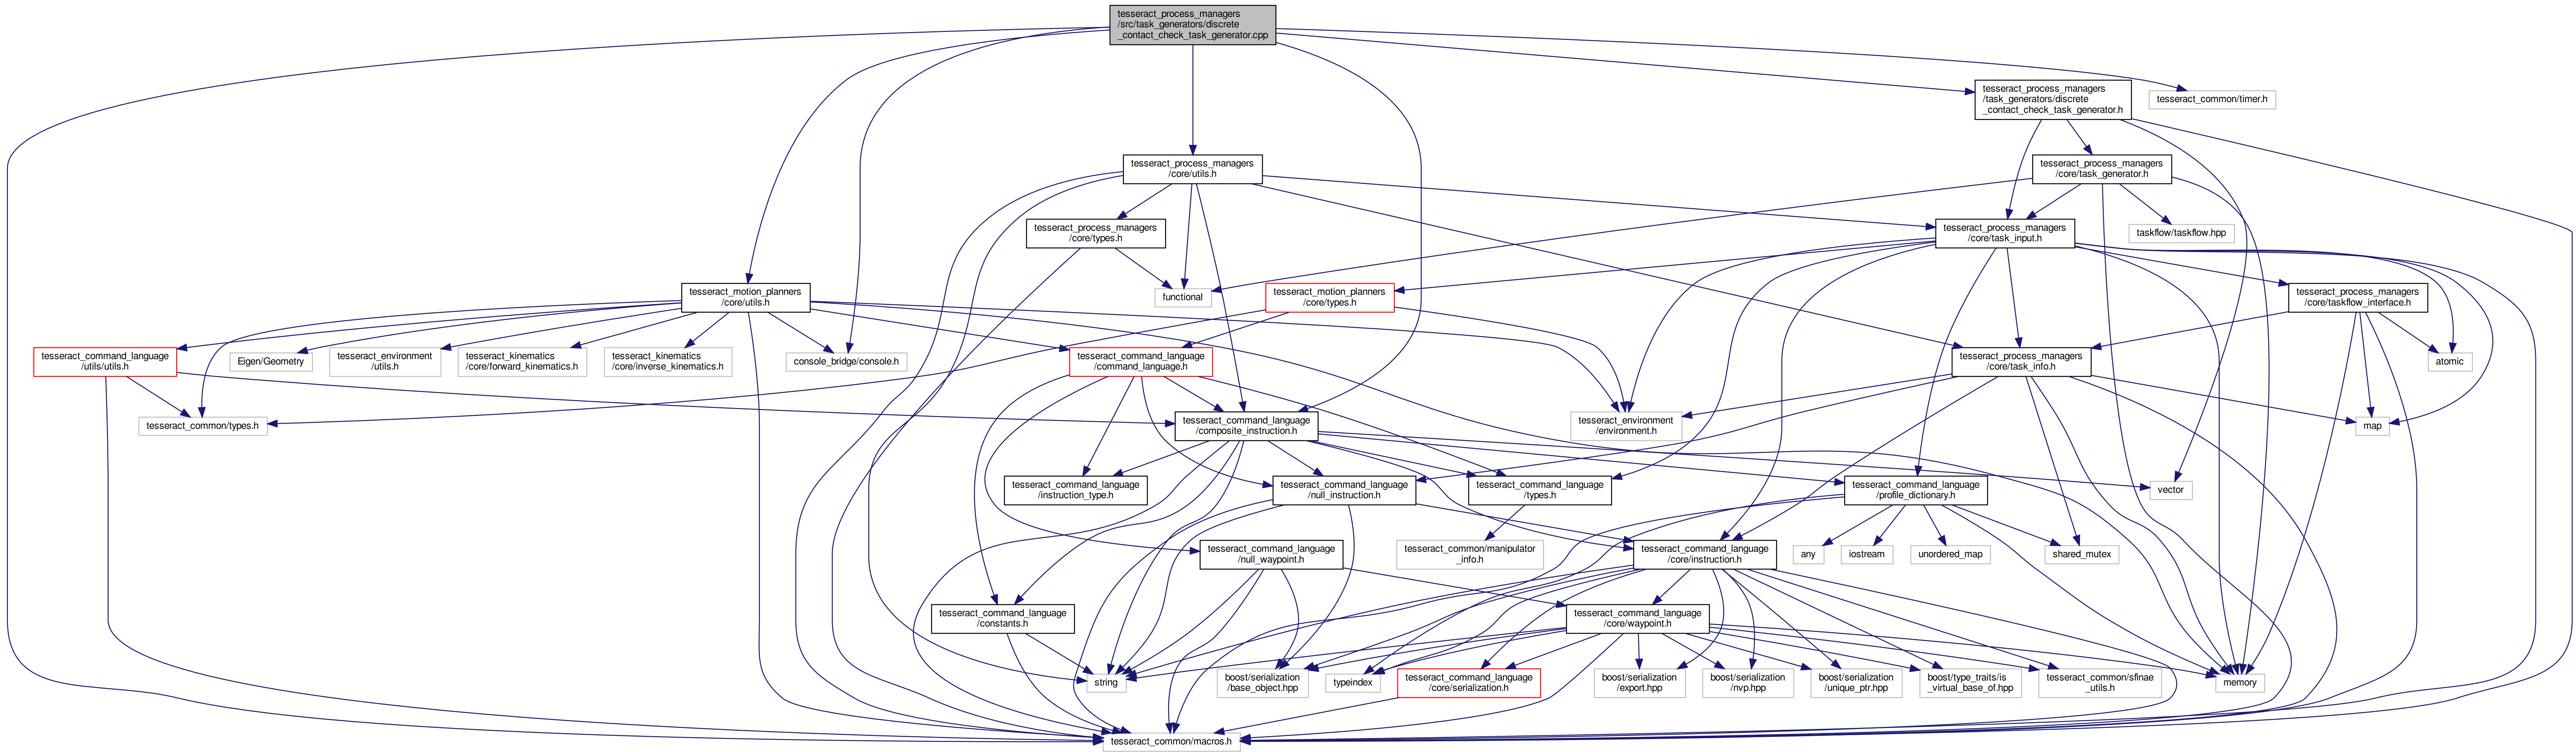 tesseract_process_managers
/src/task_generators/discrete
_contact_check_task_generator.cpp
tesseract_process_managers
/task_generators/discrete
_contact_check_task_generator.h
tesseract_common/timer.h
tesseract_process_managers
/core/utils.h
tesseract_process_managers
/core/task_generator.h
tesseract_process_managers
/core/types.h
tesseract_process_managers
/core/task_input.h
taskflow/taskflow.hpp
tesseract_motion_planners
/core/utils.h
functional
tesseract_motion_planners
/core/types.h
tesseract_process_managers
/core/taskflow_interface.h
tesseract_command_language
/utils/utils.h
Eigen/Geometry
tesseract_environment
/utils.h
tesseract_kinematics
/core/forward_kinematics.h
tesseract_kinematics
/core/inverse_kinematics.h
console_bridge/console.h
tesseract_command_language
/command_language.h
tesseract_process_managers
/core/task_info.h
atomic
tesseract_common/types.h
tesseract_command_language
/composite_instruction.h
tesseract_environment
/environment.h
map
tesseract_command_language
/instruction_type.h
tesseract_command_language
/null_instruction.h
tesseract_command_language
/types.h
tesseract_command_language
/profile_dictionary.h
vector
tesseract_command_language
/null_waypoint.h
tesseract_common/manipulator
_info.h
tesseract_command_language
/core/instruction.h
any
iostream
unordered_map
shared_mutex
tesseract_command_language
/constants.h
tesseract_command_language
/core/waypoint.h
string
boost/serialization
/base_object.hpp
typeindex
tesseract_command_language
/core/serialization.h
boost/serialization
/export.hpp
boost/serialization
/nvp.hpp
boost/serialization
/unique_ptr.hpp
boost/type_traits/is
_virtual_base_of.hpp
tesseract_common/sfinae
_utils.h
memory
tesseract_common/macros.h